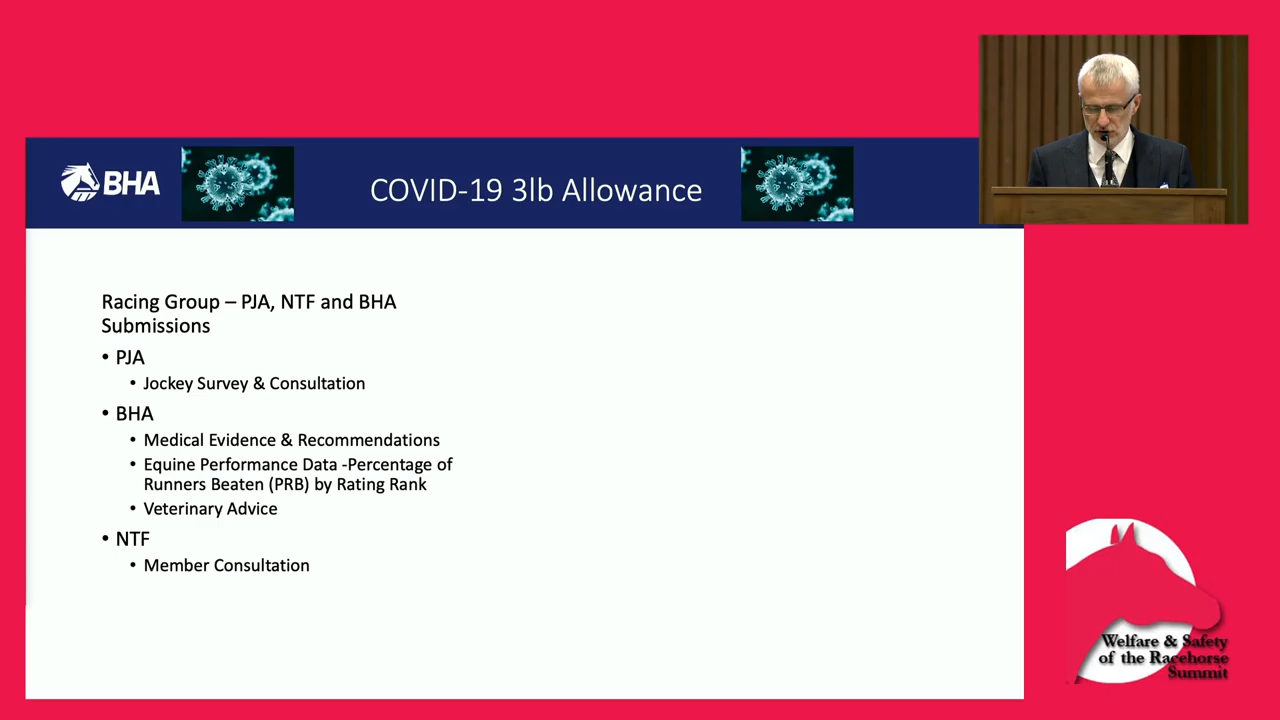 BHA
COVID-19 3lb Allowance
Racing Group – PJA, NTF and BHA
Submissions
• PJA
• Jockey Survey & Consultation
• BHA
• Medical Evidence & Recommendations
• Equine Performance Data -Percentage of
Runners Beaten (PRB) by Rating Rank
• Veterinary Advice
• NTF
• Member Consultation
Welfare & Safety
of the Racehorse
Summit